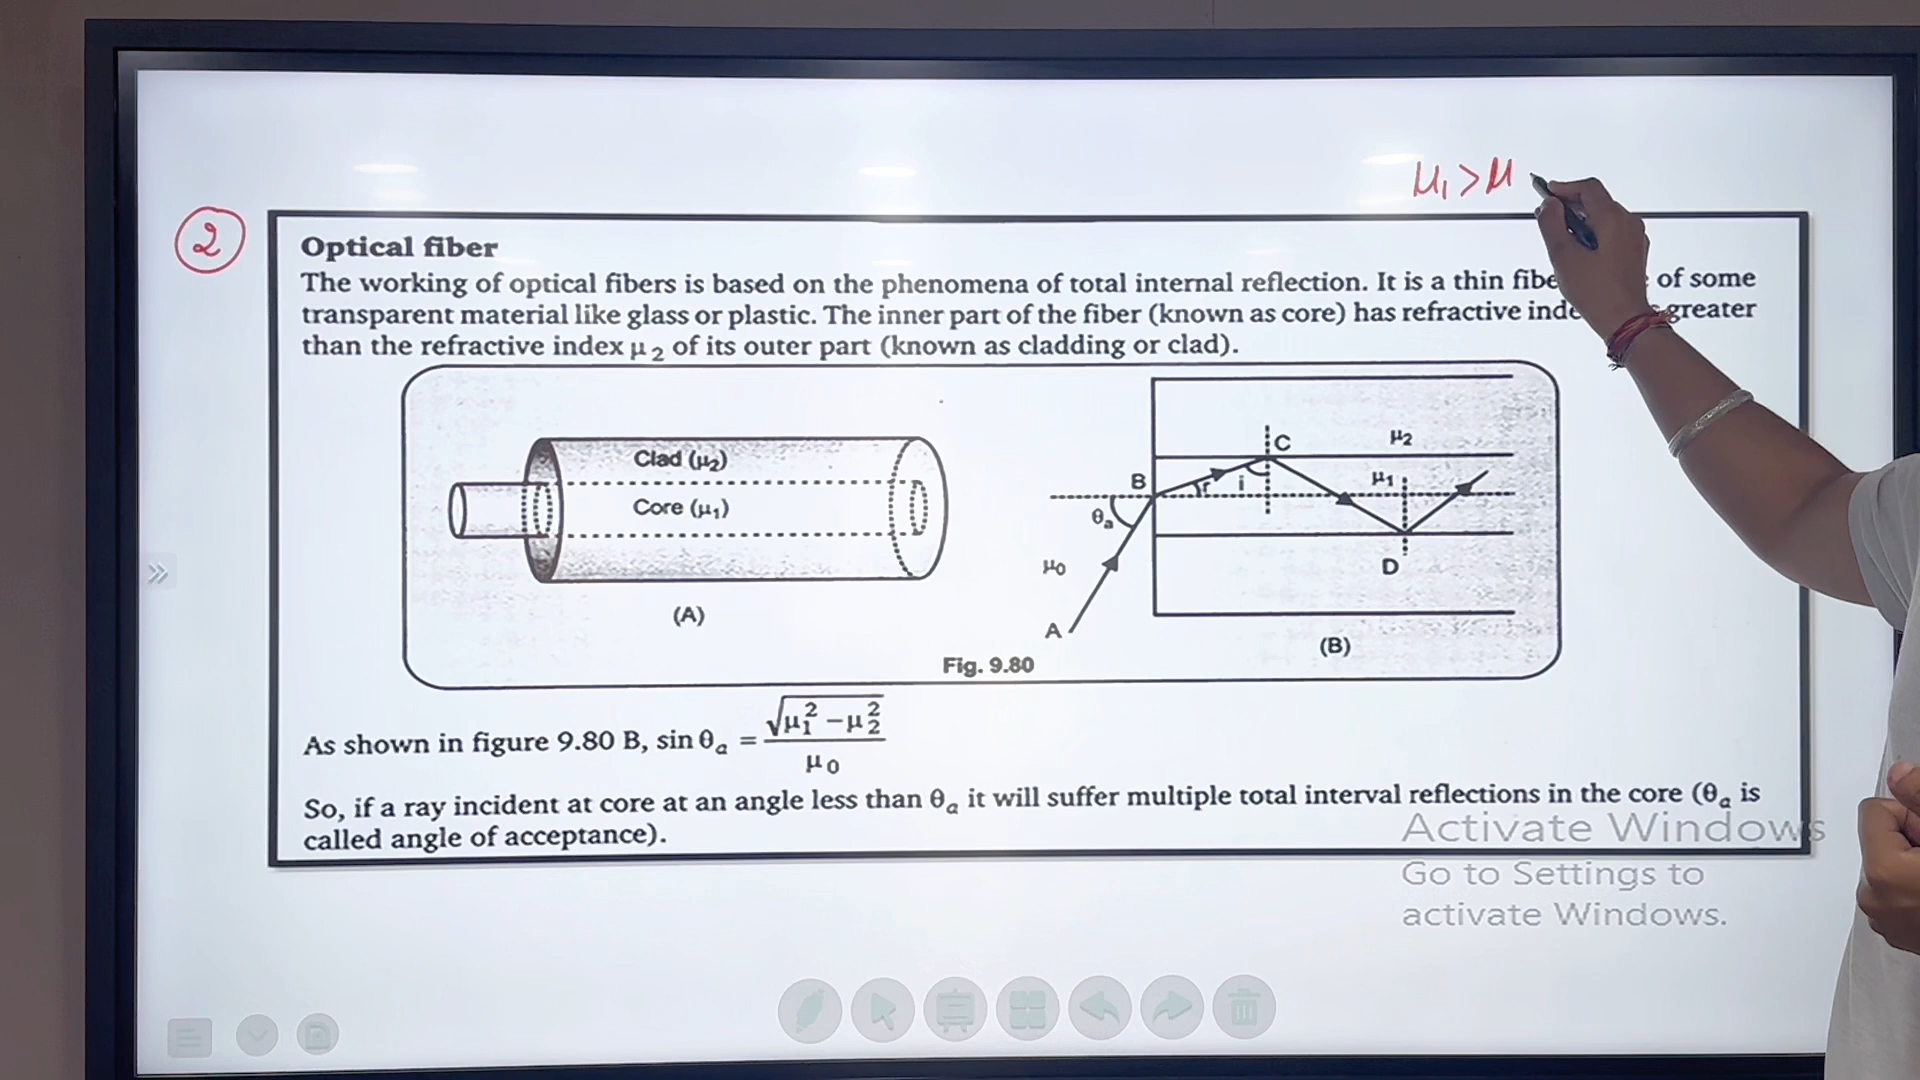 μ₁ > μ
2
Optical fiber
The working of optical fibers is based on the phenomena of total internal reflection. It is a thin fibe of some
transparent material like glass or plastic. The inner part of the fiber (known as core) has refractive inde greater
than the refractive index μ₂ of its outer part (known as cladding or clad).
Clad (μ₂)
Core (μ₁)
(A)
C
μ₂
B
r
i
μ₁
θₐ
μ₀
D
A
(B)
Fig. 9.80
As shown in figure 9.80 B, sin θₐ = √(μ₁² − μ₂²) / μ₀
So, if a ray incident at core at an angle less than θₐ it will suffer multiple total interval reflections in the core (θₐ is
called angle of acceptance).
Activate Windows
Go to Settings to
activate Windows.